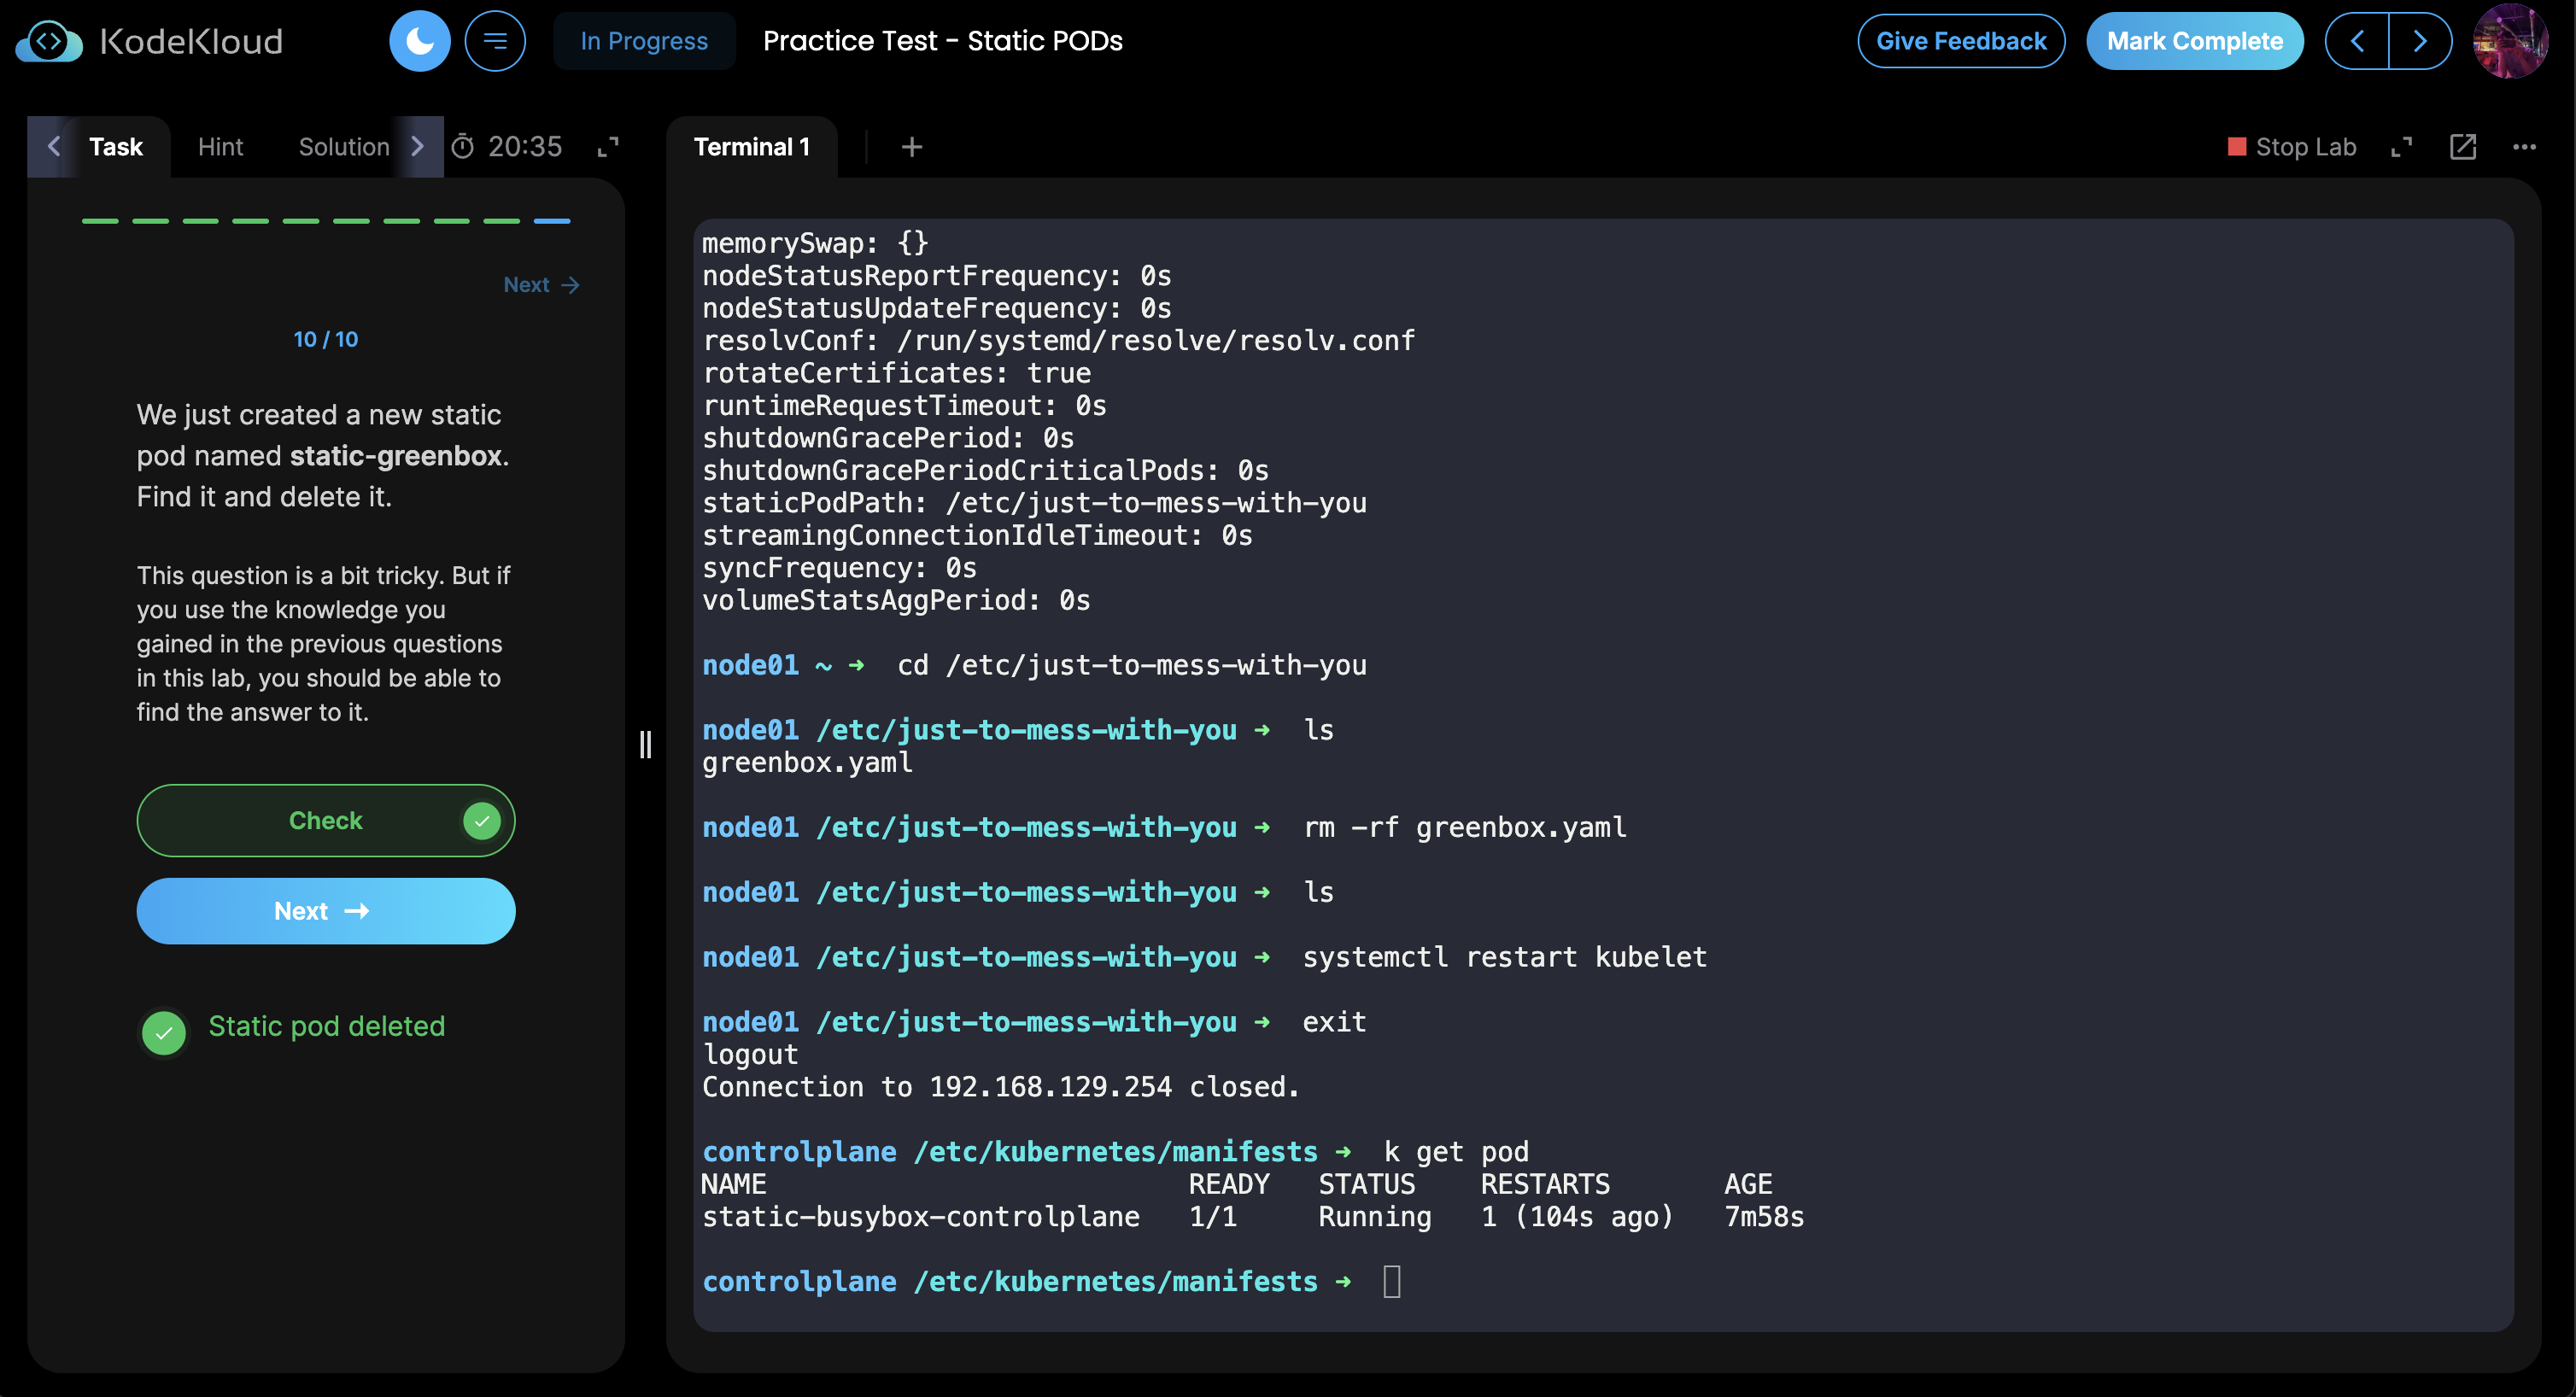 KodeKloud
In Progress
Practice Test - Static PODs
Give Feedback
Mark Complete
Task
Hint
Solution
20:35
Next →
10 / 10
We just created a new static
pod named static-greenbox.
Find it and delete it.
This question is a bit tricky. But if
you use the knowledge you
gained in the previous questions
in this lab, you should be able to
find the answer to it.
Check
Next →
Static pod deleted
Terminal 1
+
Stop Lab
memorySwap: {}
nodeStatusReportFrequency: 0s
nodeStatusUpdateFrequency: 0s
resolvConf: /run/systemd/resolve/resolv.conf
rotateCertificates: true
runtimeRequestTimeout: 0s
shutdownGracePeriod: 0s
shutdownGracePeriodCriticalPods: 0s
staticPodPath: /etc/just-to-mess-with-you
streamingConnectionIdleTimeout: 0s
syncFrequency: 0s
volumeStatsAggPeriod: 0s
node01 ~ ➜  cd /etc/just-to-mess-with-you
node01 /etc/just-to-mess-with-you ➜  ls
greenbox.yaml
node01 /etc/just-to-mess-with-you ➜  rm -rf greenbox.yaml
node01 /etc/just-to-mess-with-you ➜  ls
node01 /etc/just-to-mess-with-you ➜  systemctl restart kubelet
node01 /etc/just-to-mess-with-you ➜  exit
logout
Connection to 192.168.129.254 closed.
controlplane /etc/kubernetes/manifests ➜  k get pod
NAME                          READY   STATUS    RESTARTS       AGE
static-busybox-controlplane   1/1     Running   1 (104s ago)   7m58s
controlplane /etc/kubernetes/manifests ➜